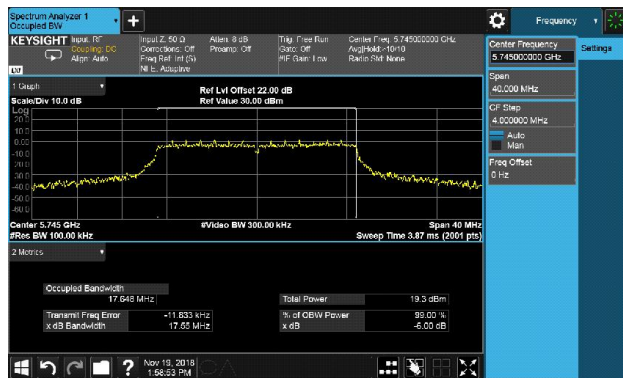 Spectrum Analyzer 1
Occupied BW
Frequency
KEYSIGHT Input: RF
Coupling: DC
Align: Auto
Input Z: 50 Ω
Corrections: Off
Freq Ref: Int (S)
NFE: Adaptive
Atten: 8 dB
Preamp: Off
Trig: Free Run
Gate: Off
#IF Gain: Low
Center Freq: 5.745000000 GHz
Avg|Hold:>10/10
Radio Std: None
Center Frequency
5.745000000 GHz
Settings
Span
40.000 MHz
CF Step
4.000000 MHz
Auto
Man
Freq Offset
0 Hz
1 Graph
Scale/Div 10.0 dB
Ref Lvl Offset 22.00 dB
Ref Value 30.00 dBm
Log
20.0
10.0
0.00
-10.0
-20.0
-30.0
-40.0
-50.0
-60.0
Center 5.745 GHz
#Res BW 100.00 kHz
#Video BW 300.00 kHz
Span 40 MHz
Sweep Time 3.87 ms (2001 pts)
2 Metrics
Occupied Bandwidth
17.648 MHz
Total Power 19.3 dBm
Transmit Freq Error -11.833 kHz
% of OBW Power 99.00 %
x dB Bandwidth 17.55 MHz
x dB -6.00 dB
?
Nov 19, 2018
1:58:53 PM